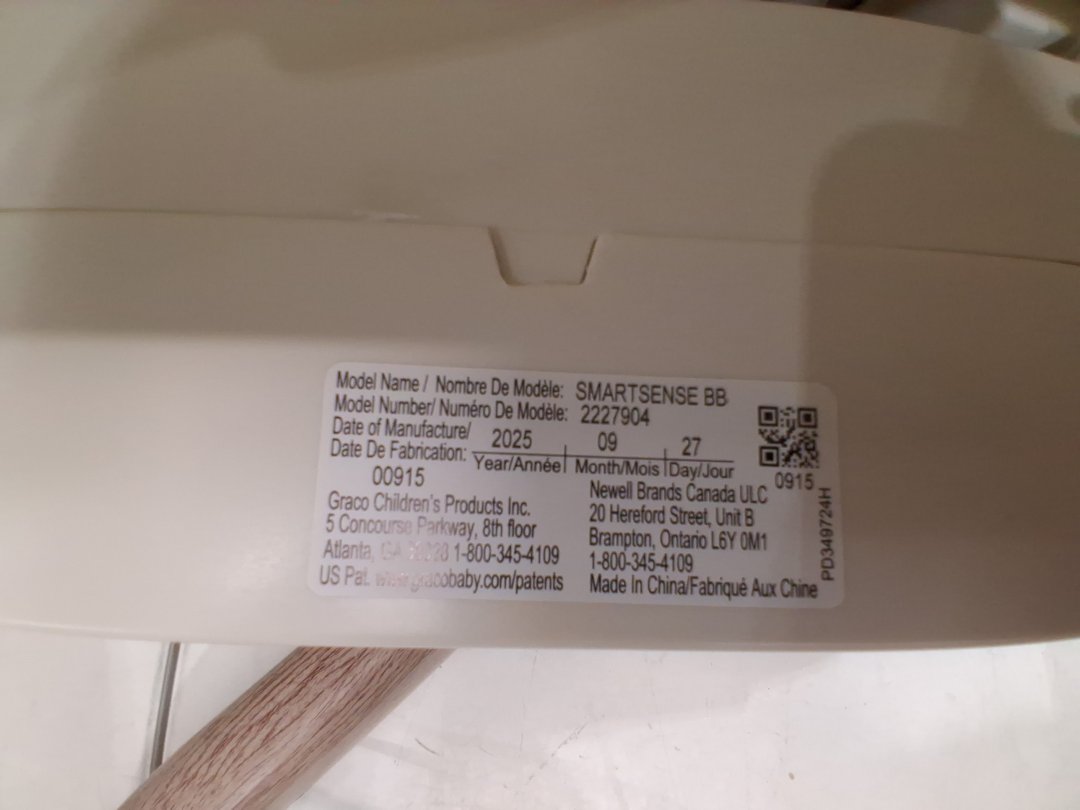 Model Name / Nombre De Modèle: SMARTSENSE BB
Model Number/ Numéro De Modèle: 2227904
Date of Manufacture/ 2025 09 27
Date De Fabrication: Year/Année Month/Mois Day/Jour
00915
Graco Children's Products Inc.
5 Concourse Parkway, 8th floor
Atlanta, 1-800-345-4109
US Pat. www.gracobaby.com/patents
Newell Brands Canada ULC
20 Hereford Street, Unit B
Brampton, Ontario L6Y 0M1
1-800-345-4109
Made In China/Fabriqué Aux Chine
0915
PD349724H